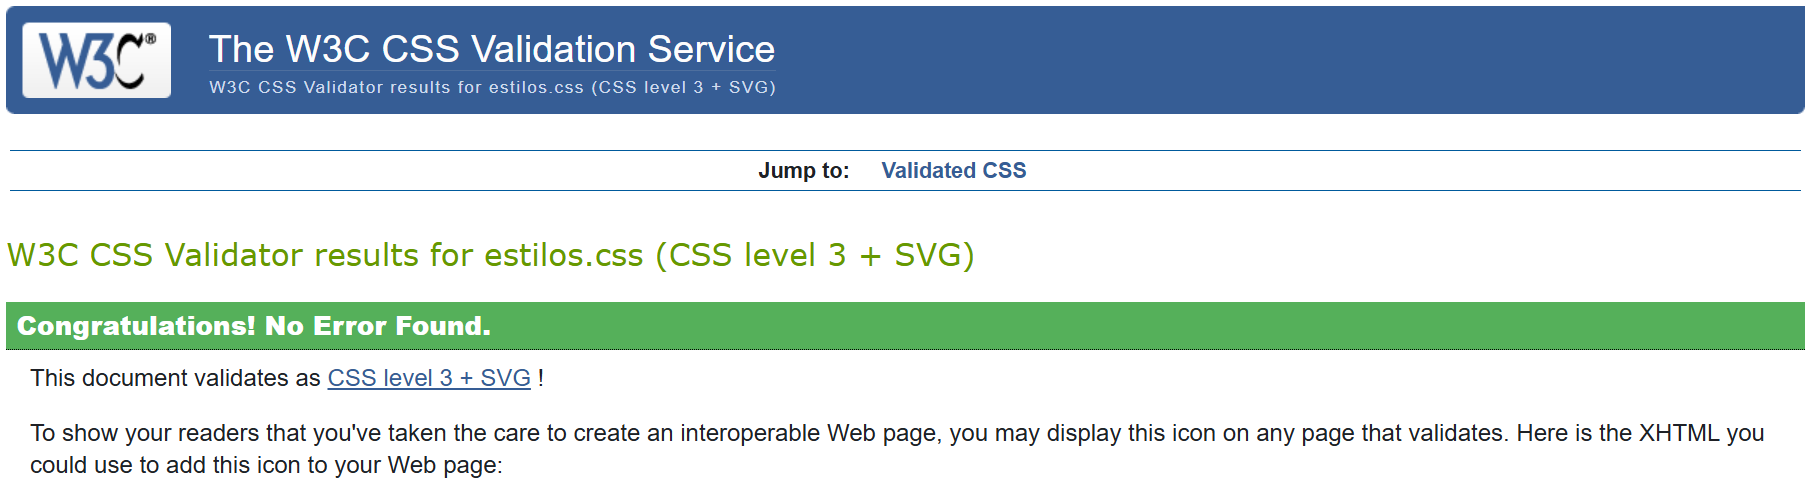 W3C®
The W3C CSS Validation Service
W3C CSS Validator results for estilos.css (CSS level 3 + SVG)
Jump to: Validated CSS
W3C CSS Validator results for estilos.css (CSS level 3 + SVG)
Congratulations! No Error Found.
This document validates as CSS level 3 + SVG !
To show your readers that you've taken the care to create an interoperable Web page, you may display this icon on any page that validates. Here is the XHTML you
could use to add this icon to your Web page: